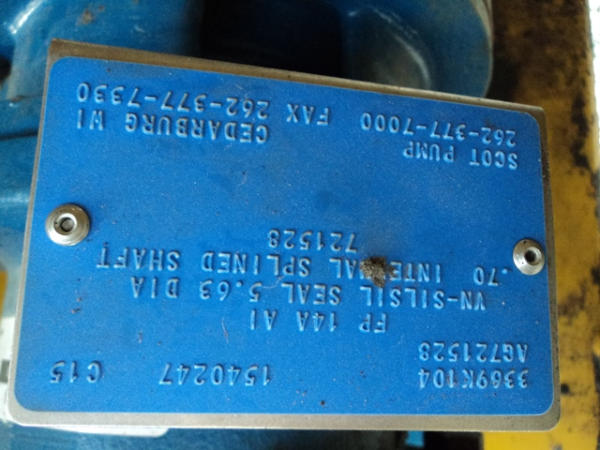 3369K104 1540247 C15
AG721528
FP 14A AI
VN-SILSIL SEAL 5.63 DIA
.70 INTERNAL SPLINED SHAFT
721528
SCOT PUMP CEDARBURG WI
262-377-7000 FAX 262-377-7330